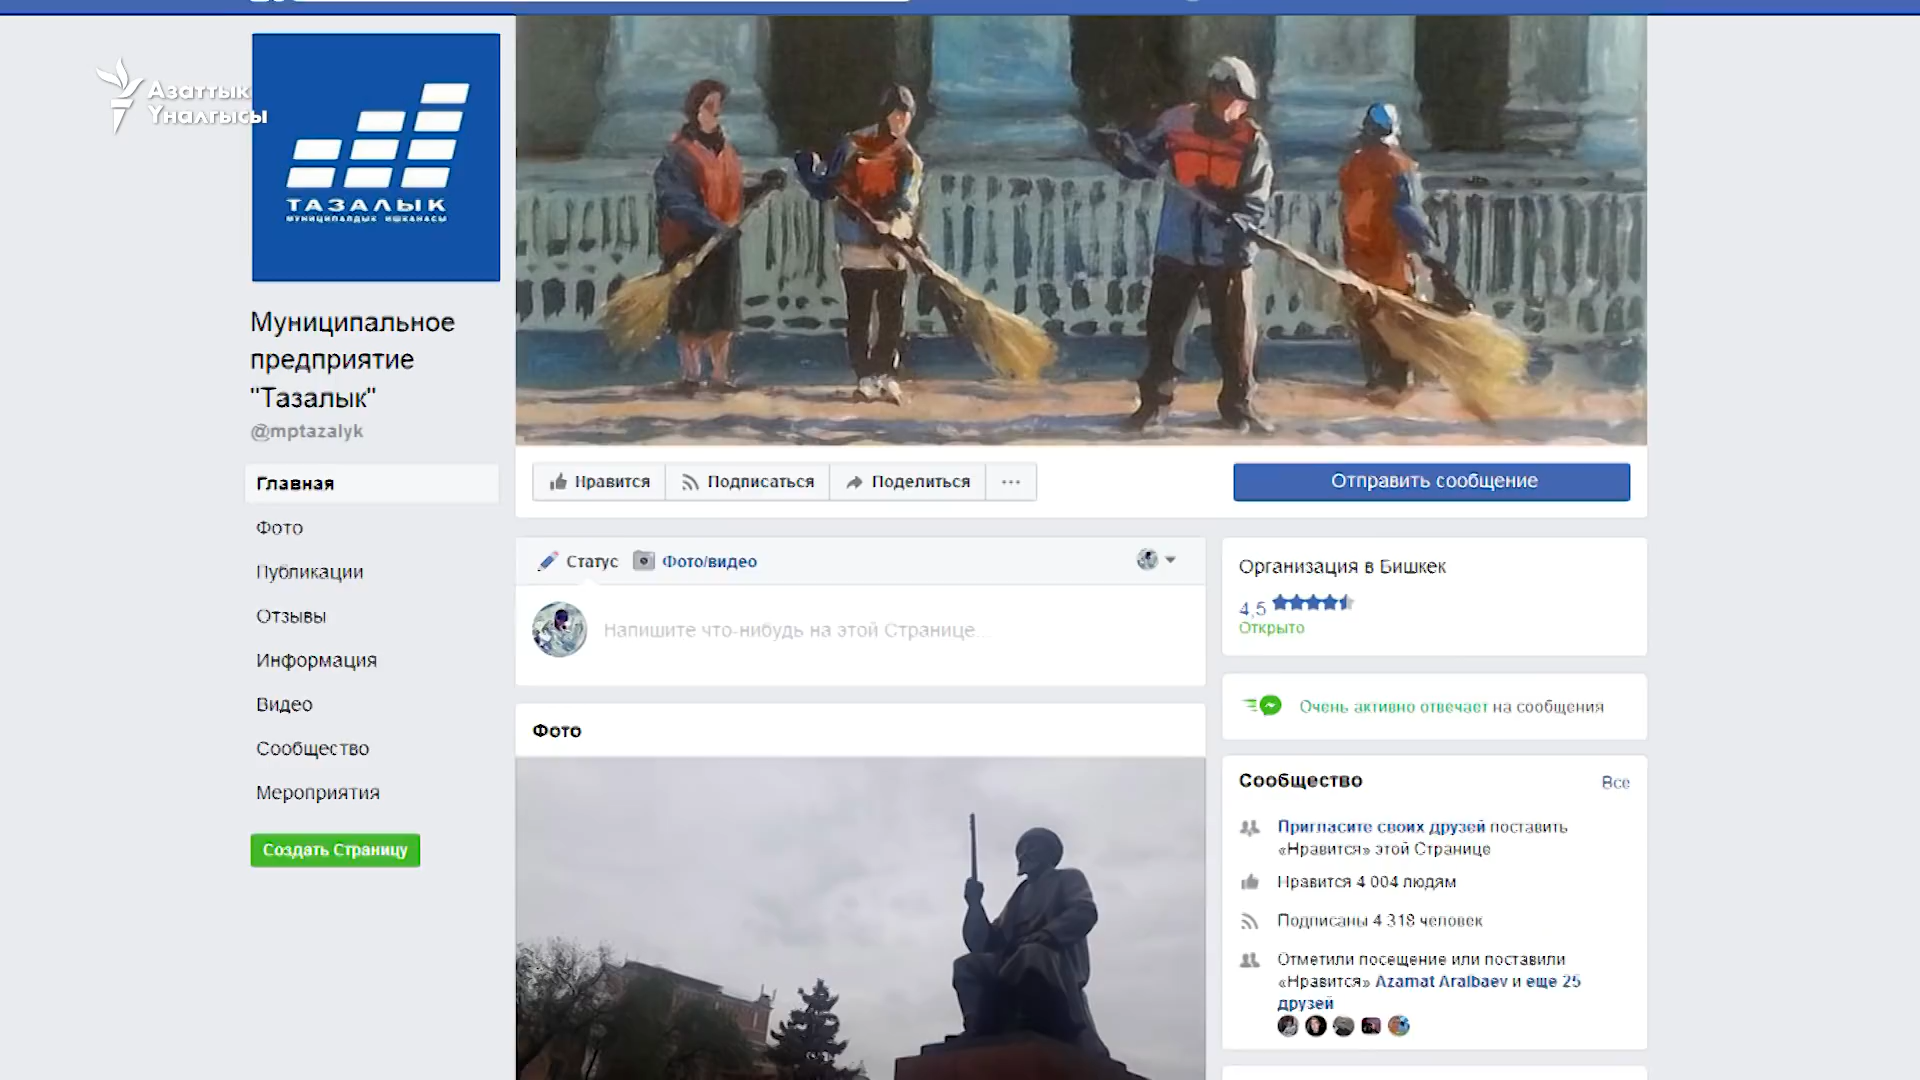 Азаттык
Үналгысы
ТАЗАЛЫК
МУНИЦИПАЛДЫК ИШКАНАСЫ
Муниципальное
предприятие
"Тазалык"
@mptazalyk
Главная
Фото
Публикации
Отзывы
Информация
Видео
Сообщество
Мероприятия
Создать Страницу
Нравится
Подписаться
Поделиться
...
Отправить сообщение
Статус
Фото/видео
Напишите что-нибудь на этой Странице...
Фото
Организация в Бишкек
4,5
Открыто
Очень активно отвечает на сообщения
Сообщество
Все
Пригласите своих друзей поставить
«Нравится» этой Странице
Нравится 4 004 людям
Подписаны 4 318 человек
Отметили посещение или поставили
«Нравится» Azamat Aralbaev и еще 25
друзей